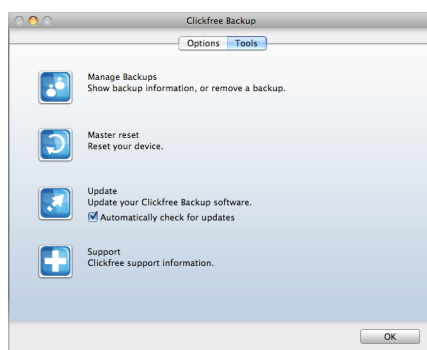 Clickfree Backup
Options Tools
Manage Backups
Show backup information, or remove a backup.
Master reset
Reset your device.
Update
Update your Clickfree Backup software.
Automatically check for updates
Support
Clickfree support information.
OK